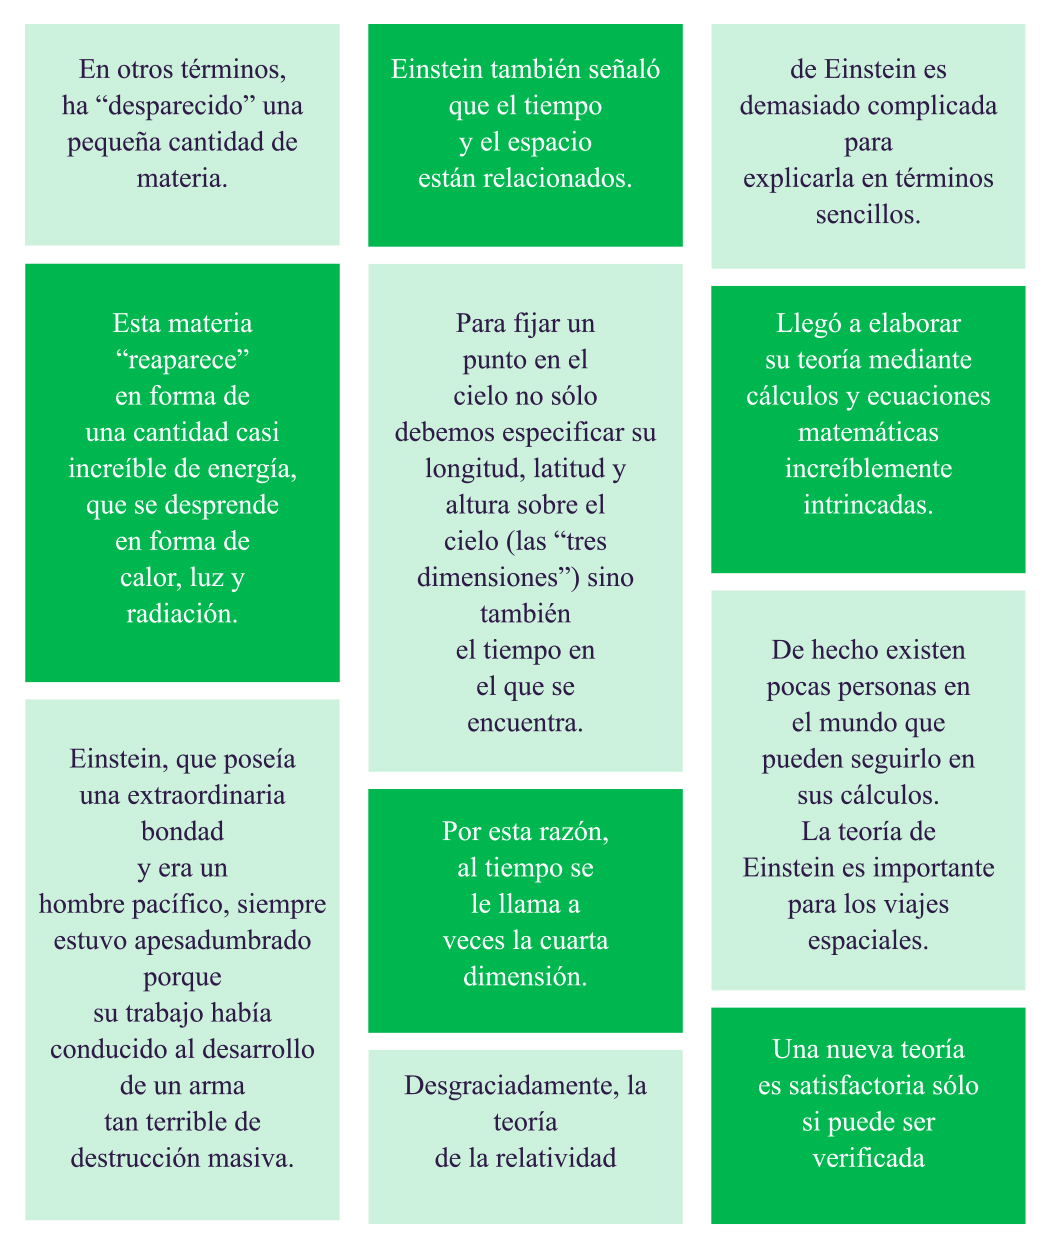 En otros términos,
ha “desparecido” una
pequeña cantidad de
materia.
Esta materia
“reaparece”
en forma de
una cantidad casi
increíble de energía,
que se desprende
en forma de
calor, luz y
radiación.
Einstein, que poseía
una extraordinaria
bondad
y era un
hombre pacífico, siempre
estuvo apesadumbrado
porque
su trabajo había
conducido al desarrollo
de un arma
tan terrible de
destrucción masiva.
Einstein también señaló
que el tiempo
y el espacio
están relacionados.
Para fijar un
punto en el
cielo no sólo
debemos especificar su
longitud, latitud y
altura sobre el
cielo (las “tres
dimensiones”) sino
también
el tiempo en
el que se
encuentra.
Por esta razón,
al tiempo se
le llama a
veces la cuarta
dimensión.
Desgraciadamente, la
teoría
de la relatividad
de Einstein es
demasiado complicada
para
explicarla en términos
sencillos.
Llegó a elaborar
su teoría mediante
cálculos y ecuaciones
matemáticas
increíblemente
intrincadas.
De hecho existen
pocas personas en
el mundo que
pueden seguirlo en
sus cálculos.
La teoría de
Einstein es importante
para los viajes
espaciales.
Una nueva teoría
es satisfactoria sólo
si puede ser
verificada